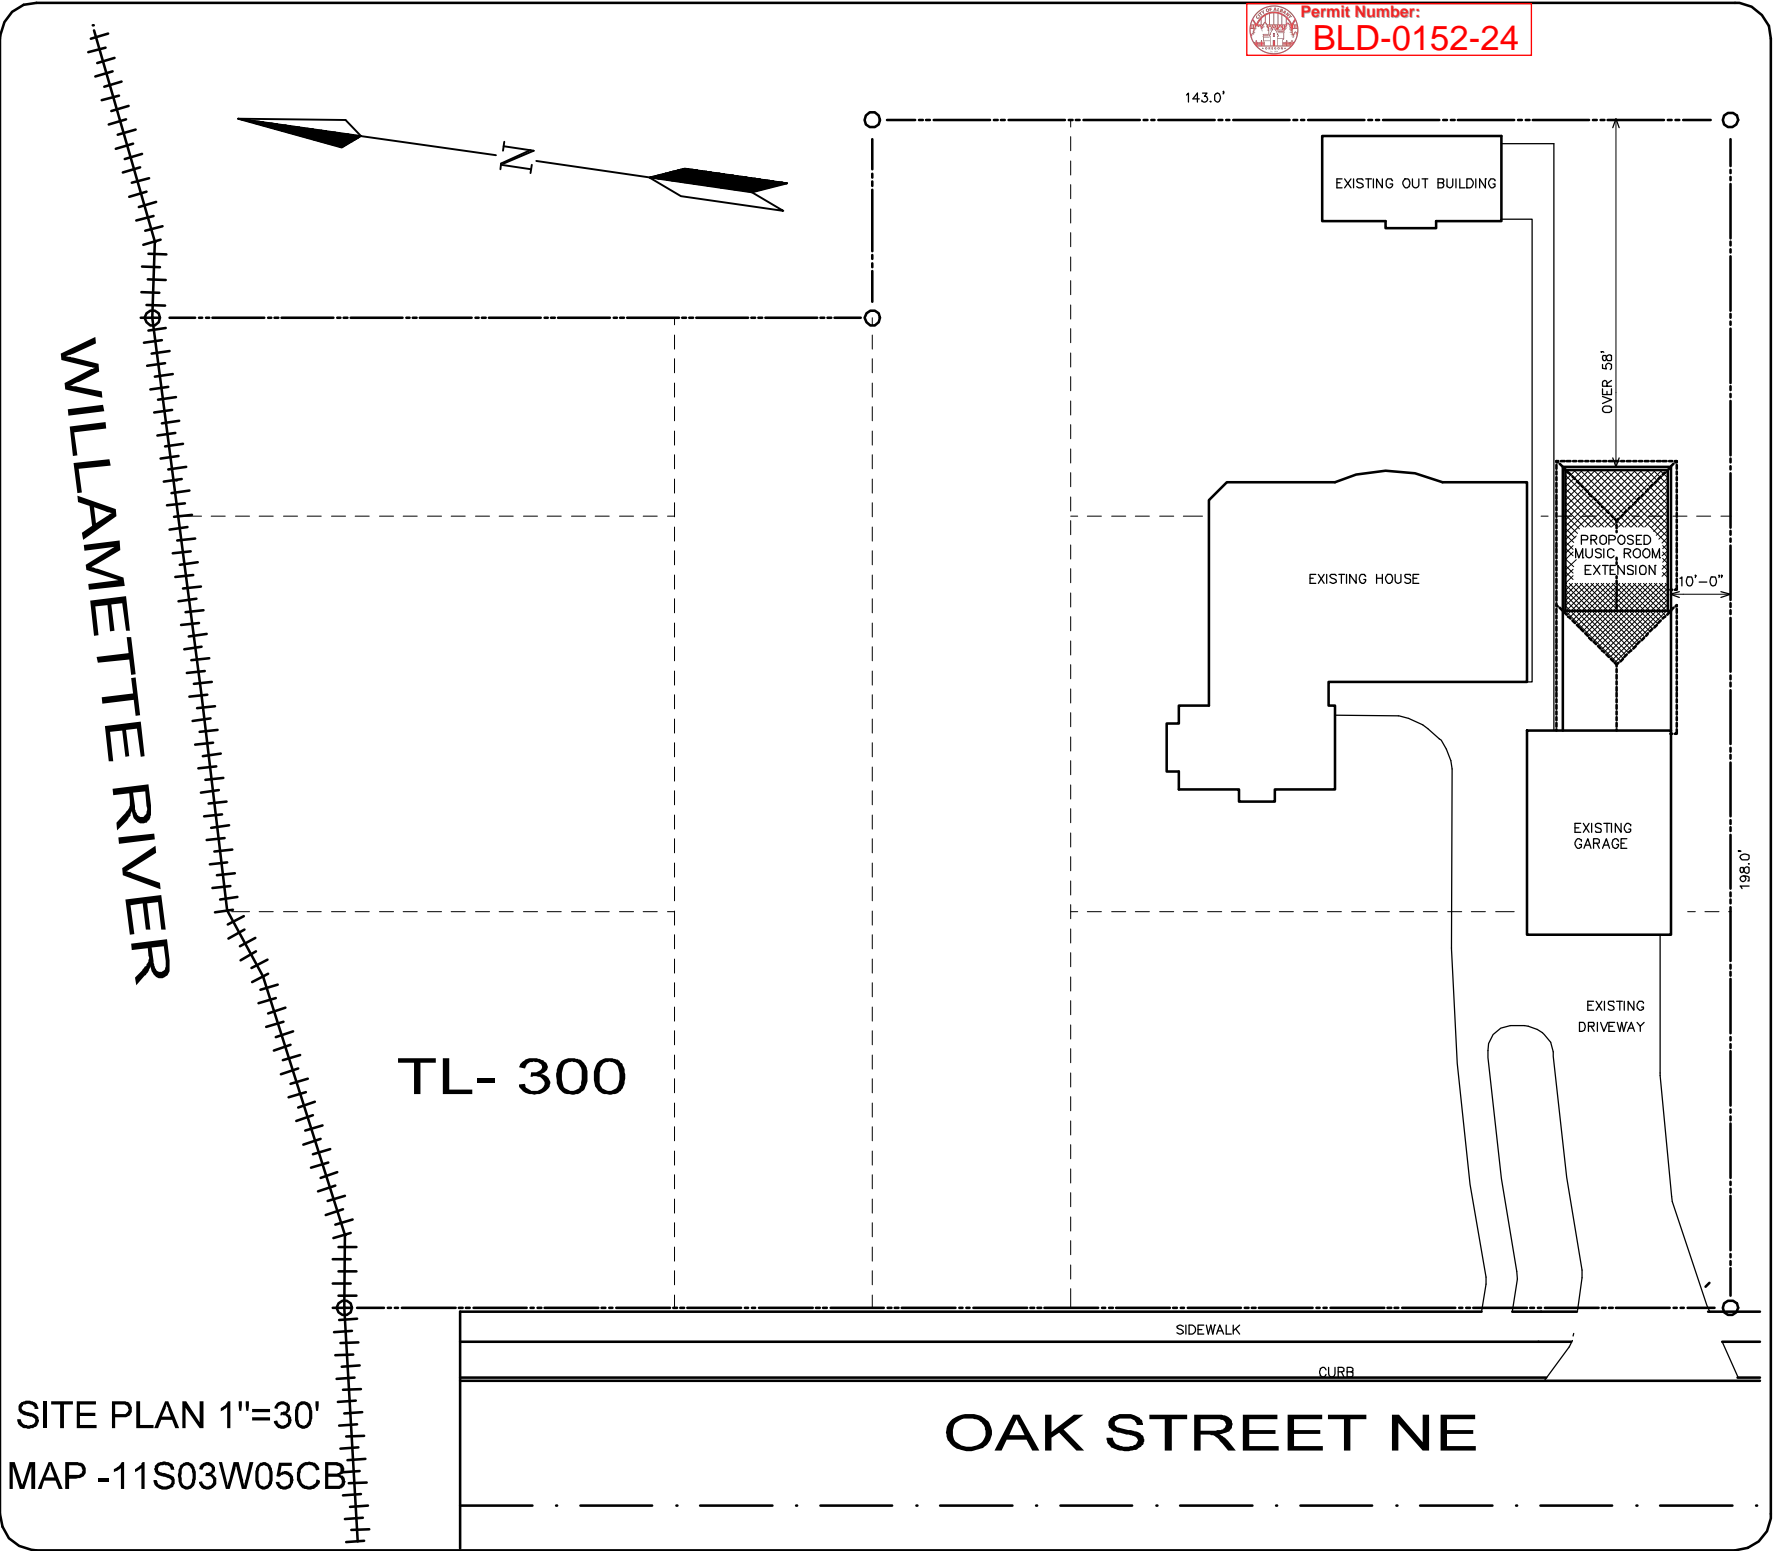 Permit Number:
BLD-0152-24
143.0'
N
EXISTING OUT BUILDING
OVER 58'
WILLAMETTE RIVER
PROPOSED
MUSIC ROOM
EXTENSION
10'-0"
EXISTING HOUSE
EXISTING
GARAGE
198.0'
EXISTING
DRIVEWAY
TL- 300
SIDEWALK
CURB
SITE PLAN 1"=30'
OAK STREET NE
MAP -11S03W05CB